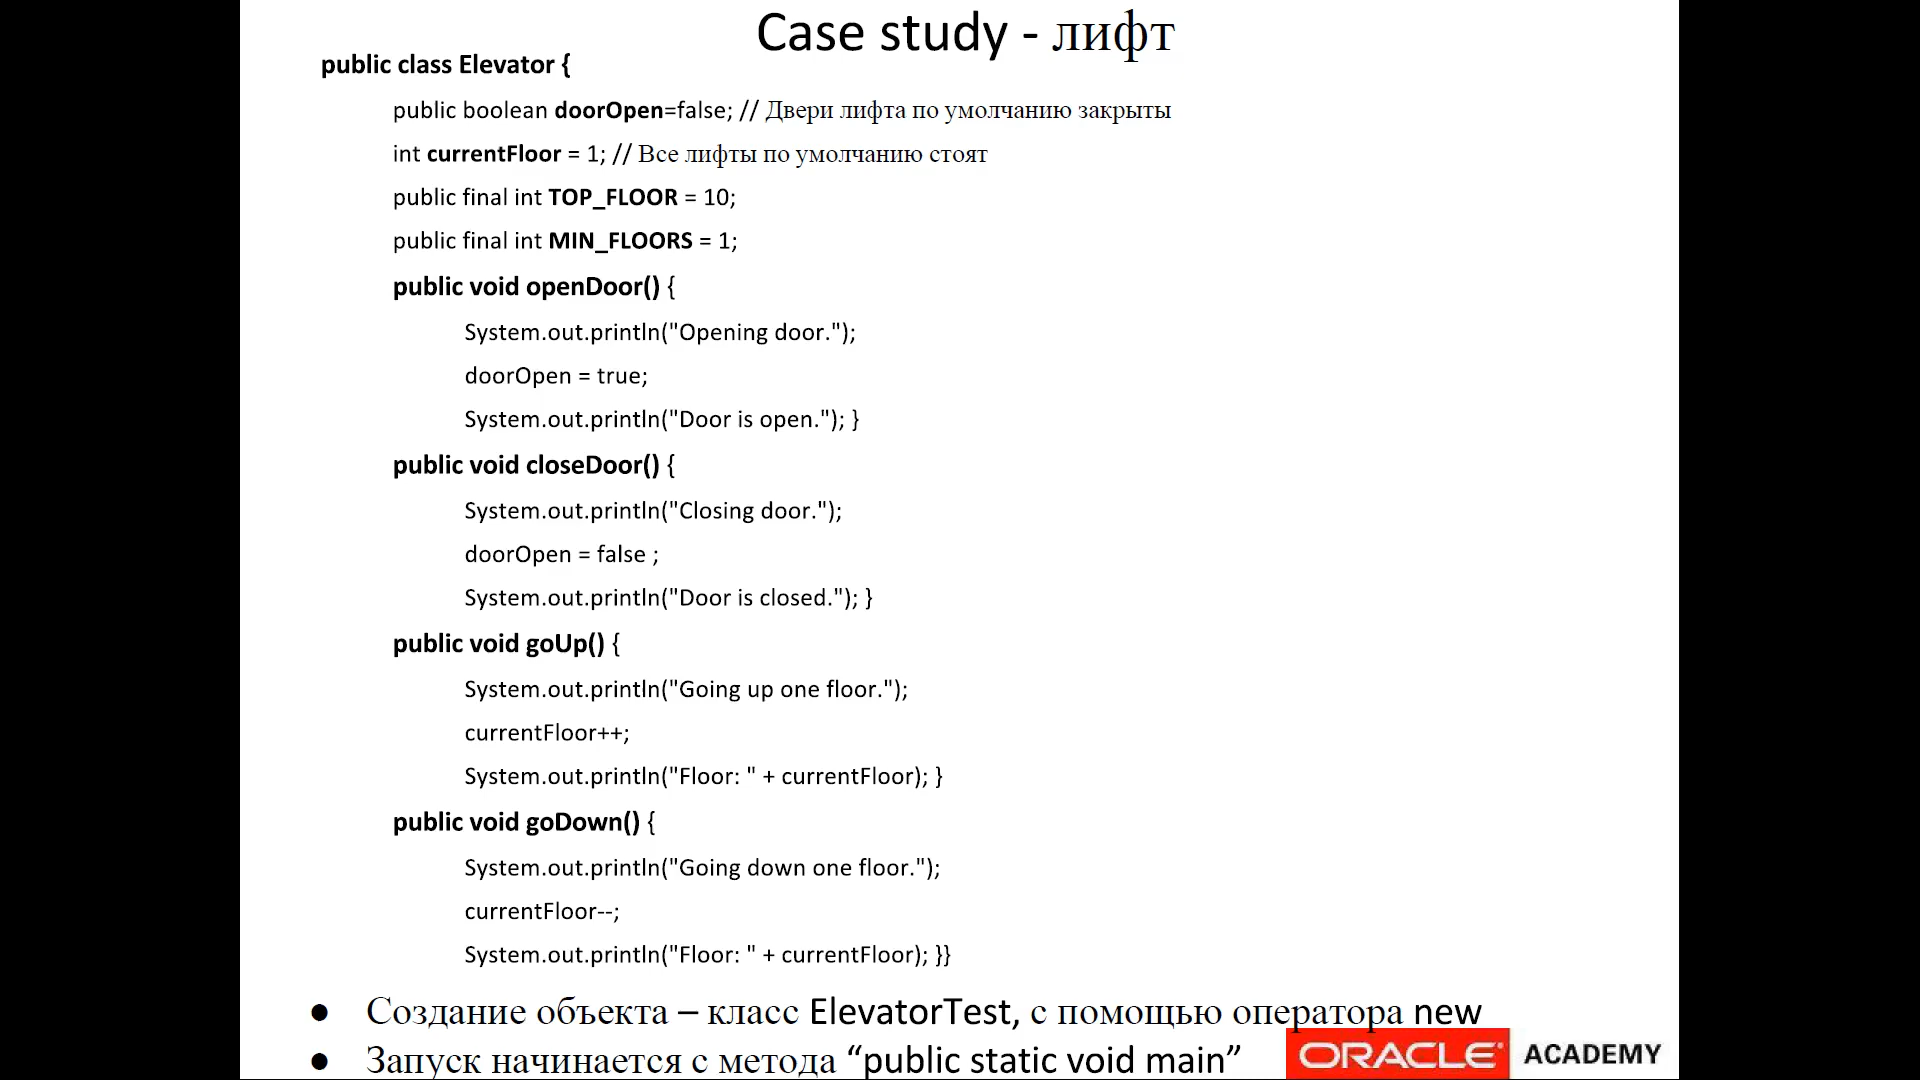 Case study - лифт
public class Elevator {
public boolean doorOpen=false; // Двери лифта по умолчанию закрыты
int currentFloor = 1; // Все лифты по умолчанию стоят
public final int TOP_FLOOR = 10;
public final int MIN_FLOORS = 1;
public void openDoor() {
System.out.println("Opening door.");
doorOpen = true;
System.out.println("Door is open."); }
public void closeDoor() {
System.out.println("Closing door.");
doorOpen = false ;
System.out.println("Door is closed."); }
public void goUp() {
System.out.println("Going up one floor.");
currentFloor++;
System.out.println("Floor: " + currentFloor); }
public void goDown() {
System.out.println("Going down one floor.");
currentFloor--;
System.out.println("Floor: " + currentFloor); }}
● Создание объекта – класс ElevatorTest, с помощью оператора new
● Запуск начинается с метода “public static void main”
ORACLE ACADEMY